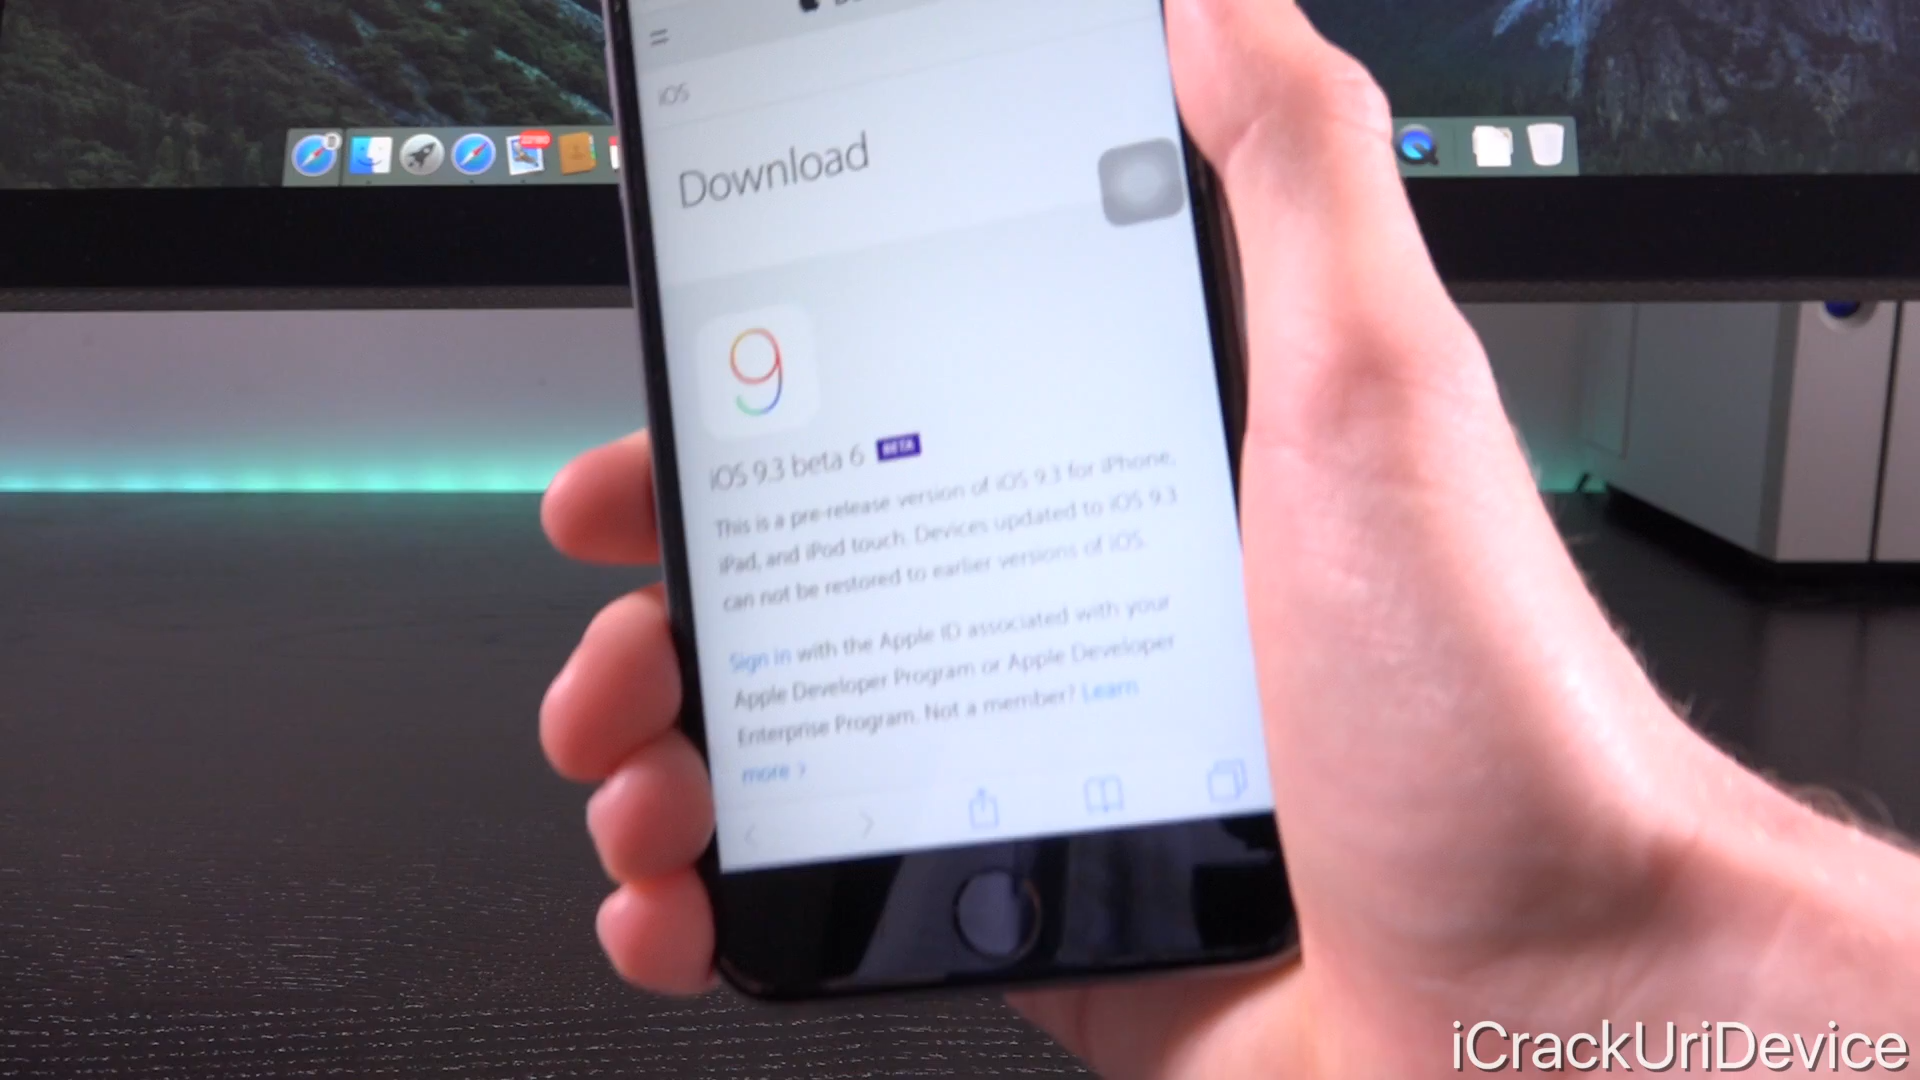 iOS
Download
9
iOS 9.3 beta 6 BETA
This is a pre-release version of iOS 9.3 for iPhone,
iPad, and iPod touch. Devices updated to iOS 9.3
can not be restored to earlier versions of iOS.
Sign in with the Apple ID associated with your
Apple Developer Program or Apple Developer
Enterprise Program. Not a member? Learn
more >
iCrackUriDevice